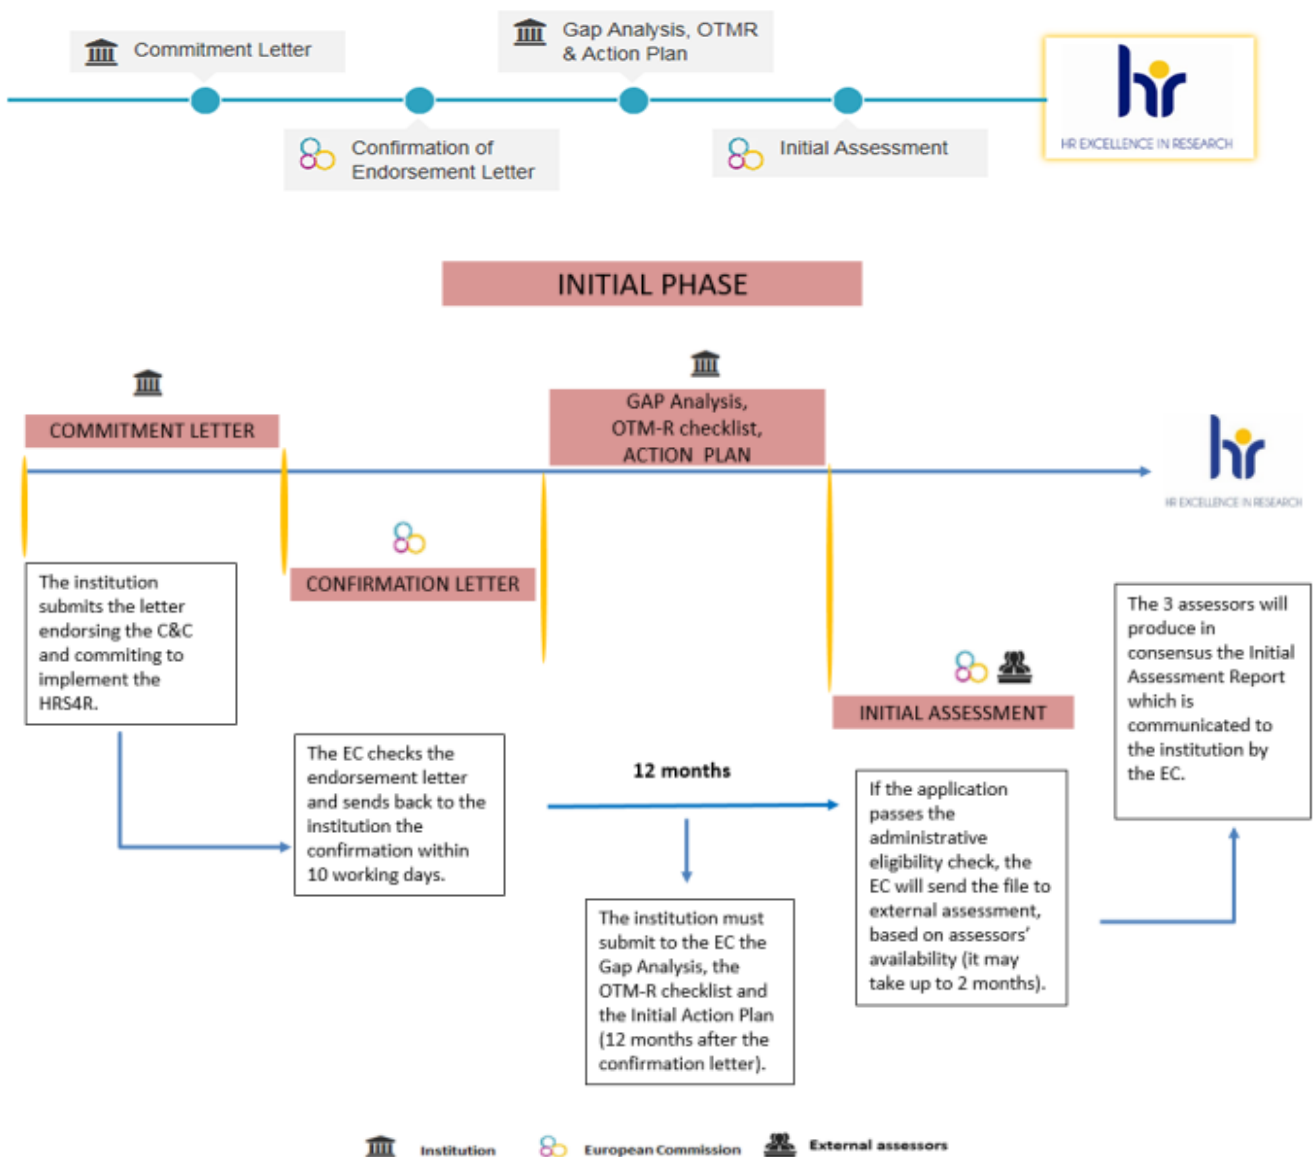 Commitment Letter
Gap Analysis, OTMR
& Action Plan
Confirmation of
Endorsement Letter
Initial Assessment
hr
HR EXCELLENCE IN RESEARCH
INITIAL PHASE
COMMITMENT LETTER
GAP Analysis,
OTM-R checklist,
ACTION PLAN
hr
HR EXCELLENCE IN RESEARCH
CONFIRMATION LETTER
INITIAL ASSESSMENT
The institution
submits the letter
endorsing the C&C
and commiting to
implement the
HRS4R.
The EC checks the
endorsement letter
and sends back to the
institution the
confirmation within
10 working days.
12 months
The institution must
submit to the EC the
Gap Analysis, the
OTM-R checklist and
the Initial Action Plan
(12 months after the
confirmation letter).
If the application
passes the
administrative
eligibility check, the
EC will send the file to
external assessment,
based on assessors'
availability (it may
take up to 2 months).
The 3 assessors will
produce in
consensus the Initial
Assessment Report
which is
communicated to
the institution by
the EC.
Institution
European Commission
External assessors